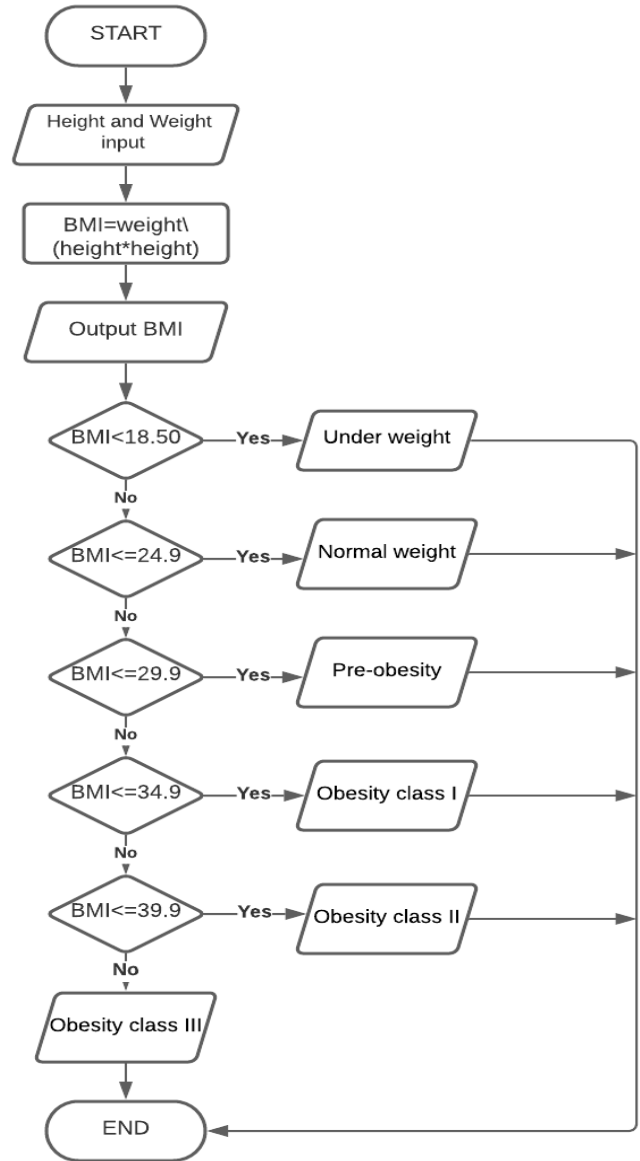 START
Height and Weight
input
BMI=weight\
(height*height)
Output BMI
BMI<18.50
Yes
Under weight
No
BMI<=24.9
Yes
Normal weight
No
BMI<=29.9
Yes
Pre-obesity
No
BMI<=34.9
Yes
Obesity class I
No
BMI<=39.9
Yes
Obesity class II
No
Obesity class III
END